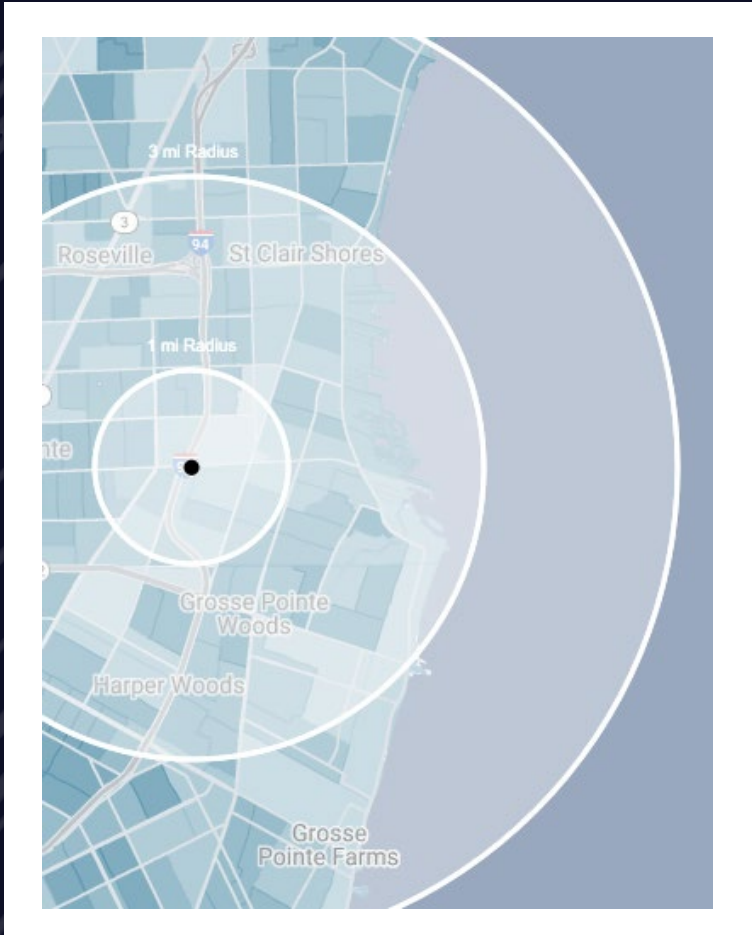 3 mi Radius
3
94
Roseville
St Clair Shores
1 mi Radius
nte
Grosse Pointe
Woods
Harper Woods
Grosse
Pointe Farms